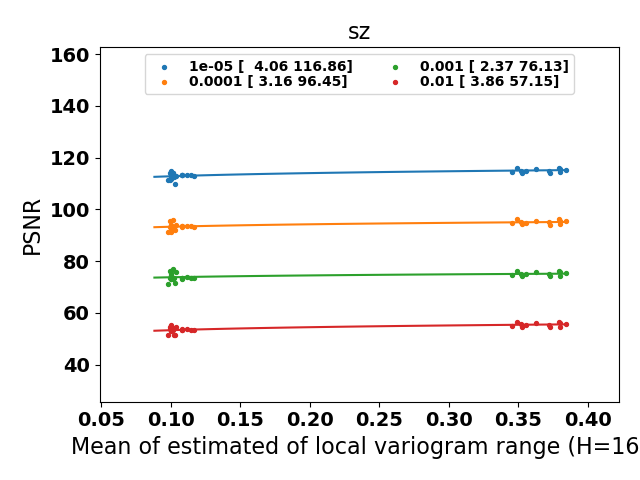 sz
1e-05 [  4.06 116.86]
0.0001 [ 3.16 96.45]
0.001 [ 2.37 76.13]
0.01 [ 3.86 57.15]
PSNR
160
140
120
100
80
60
40
0.05 0.10 0.15 0.20 0.25 0.30 0.35 0.40
Mean of estimated of local variogram range (H=16